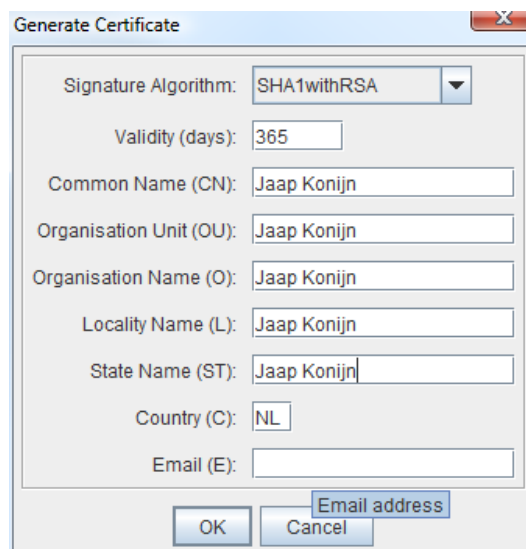 Generate Certificate
Signature Algorithm: SHA1withRSA
Validity (days): 365
Common Name (CN): Jaap Konijn
Organisation Unit (OU): Jaap Konijn
Organisation Name (O): Jaap Konijn
Locality Name (L): Jaap Konijn
State Name (ST): Jaap Konijn
Country (C): NL
Email (E):
Email address
OK Cancel